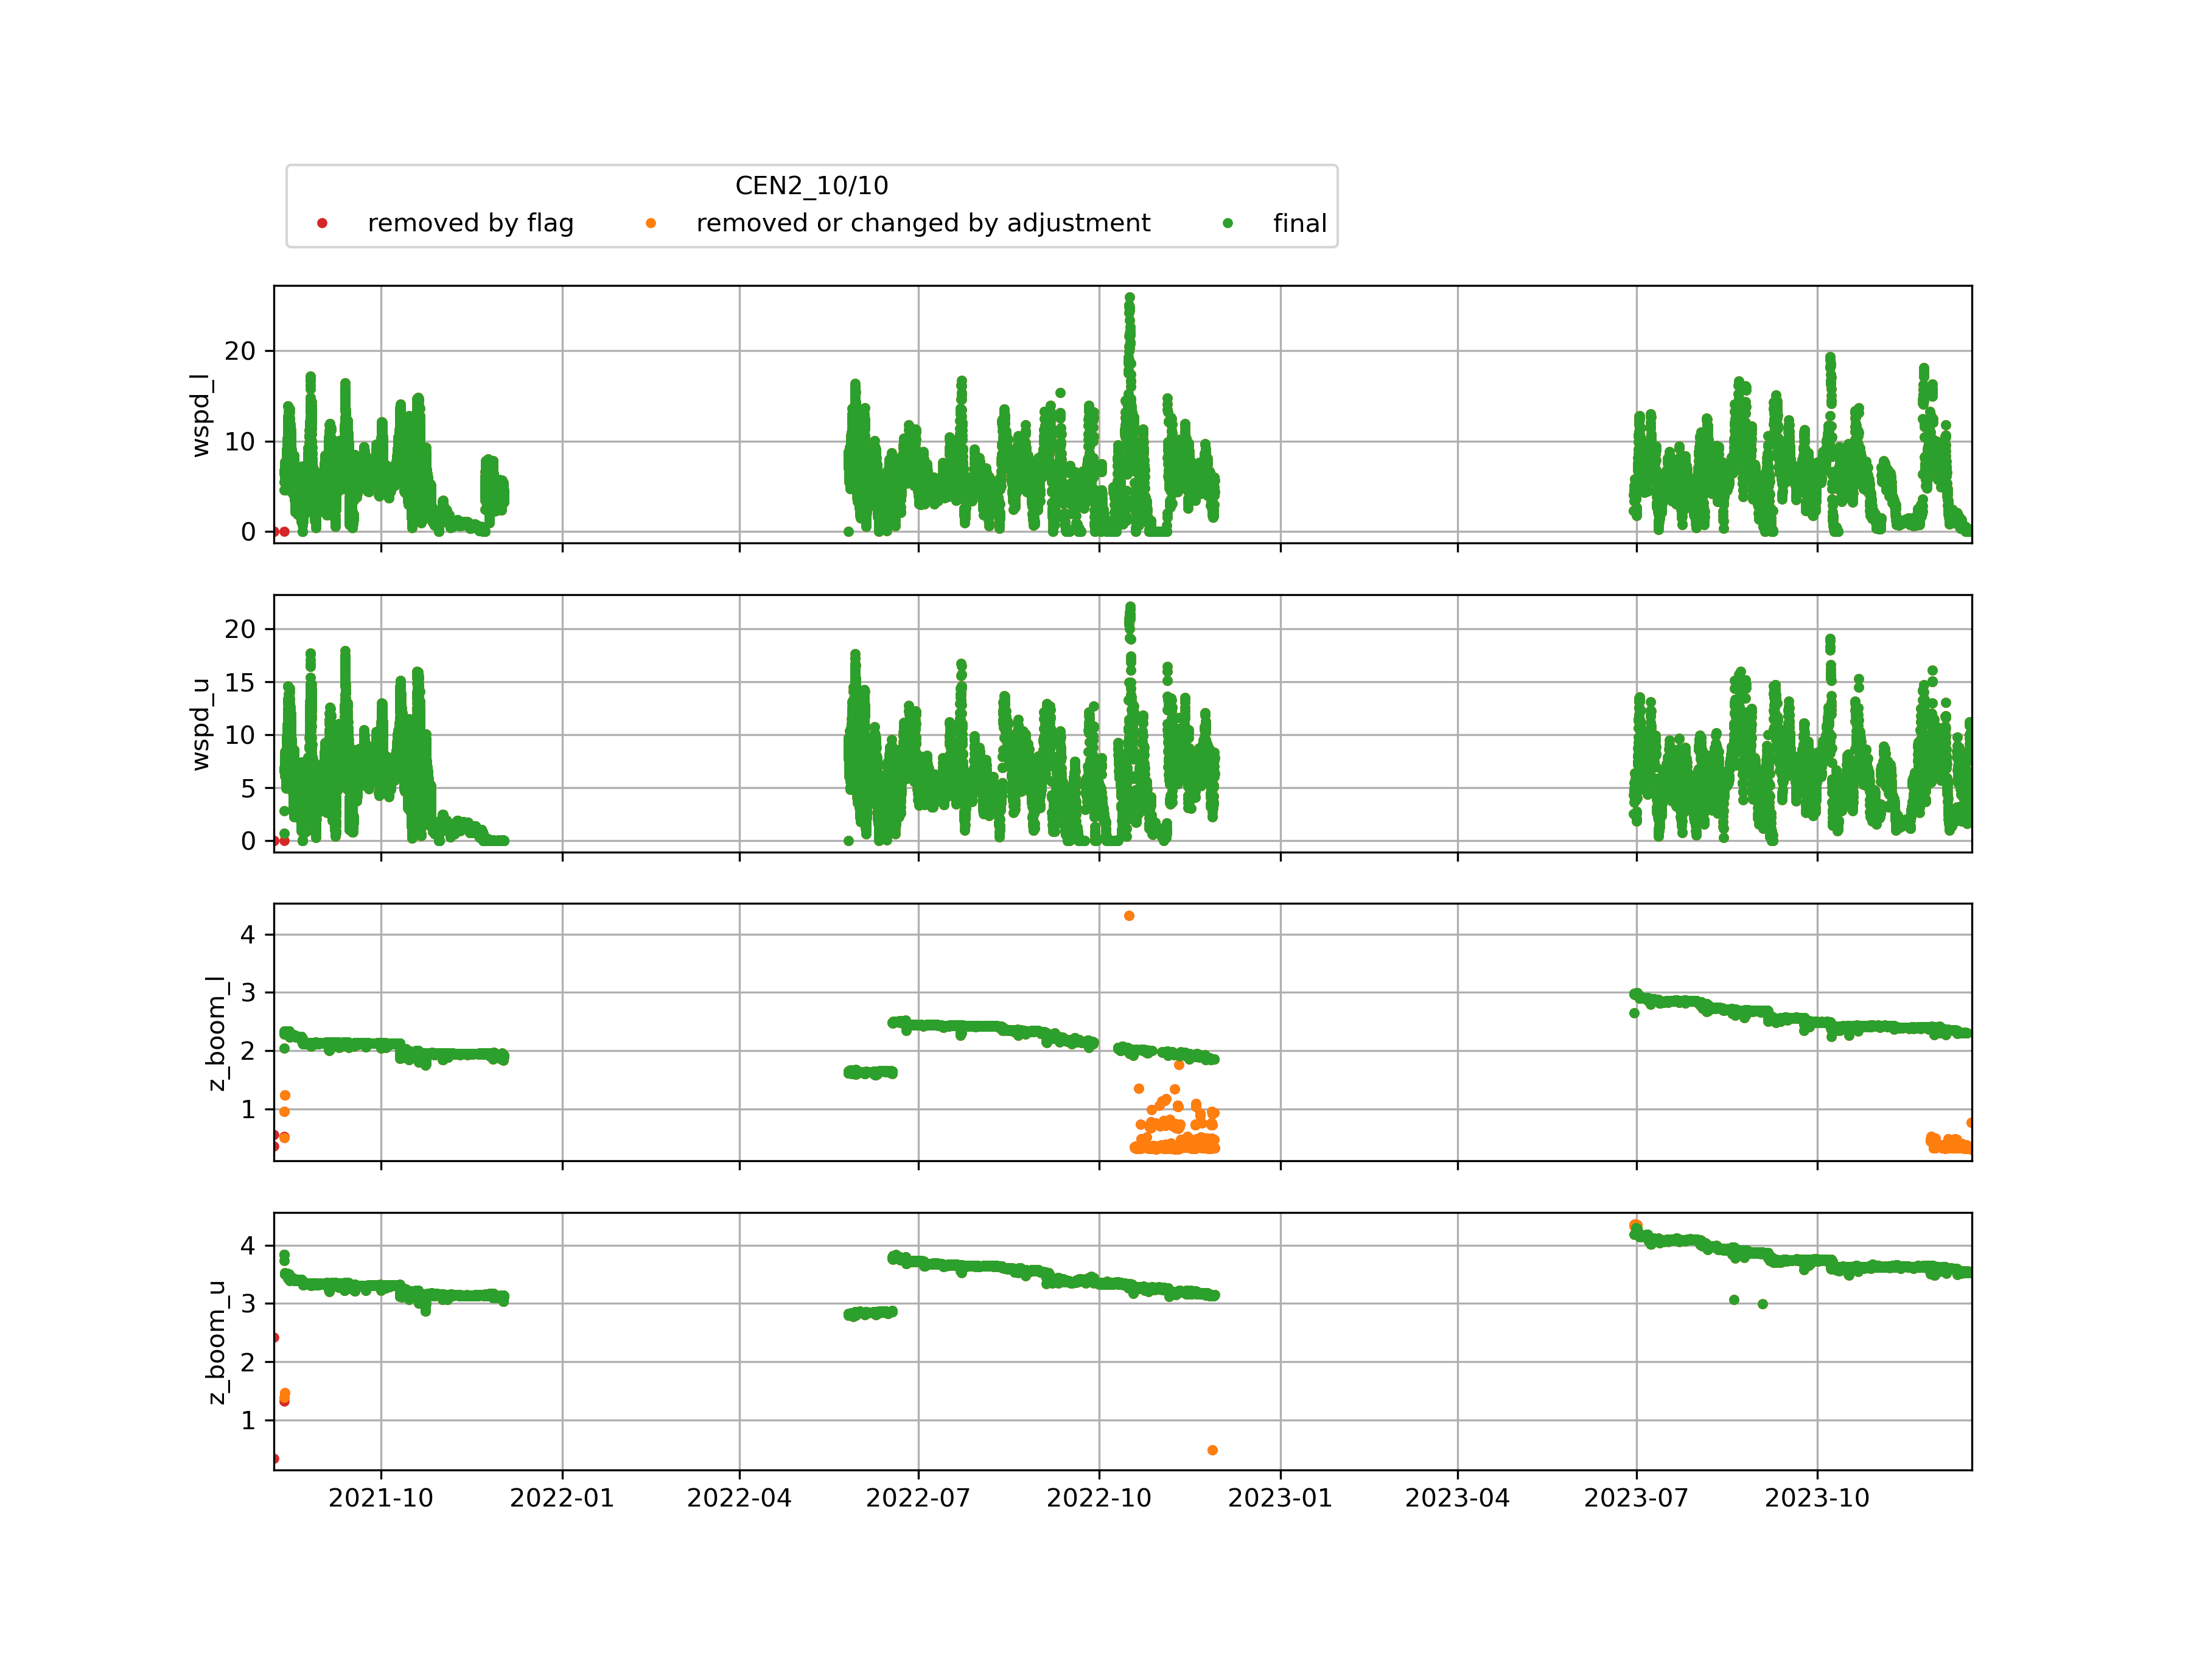 CEN2_10/10
removed by flag removed or changed by adjustment final
wspd_l
20
10
0
wspd_u
20
15
10
5
0
z_boom_l
4
3
2
1
z_boom_u
4
3
2
1
2021-10 2022-01 2022-04 2022-07 2022-10 2023-01 2023-04 2023-07 2023-10